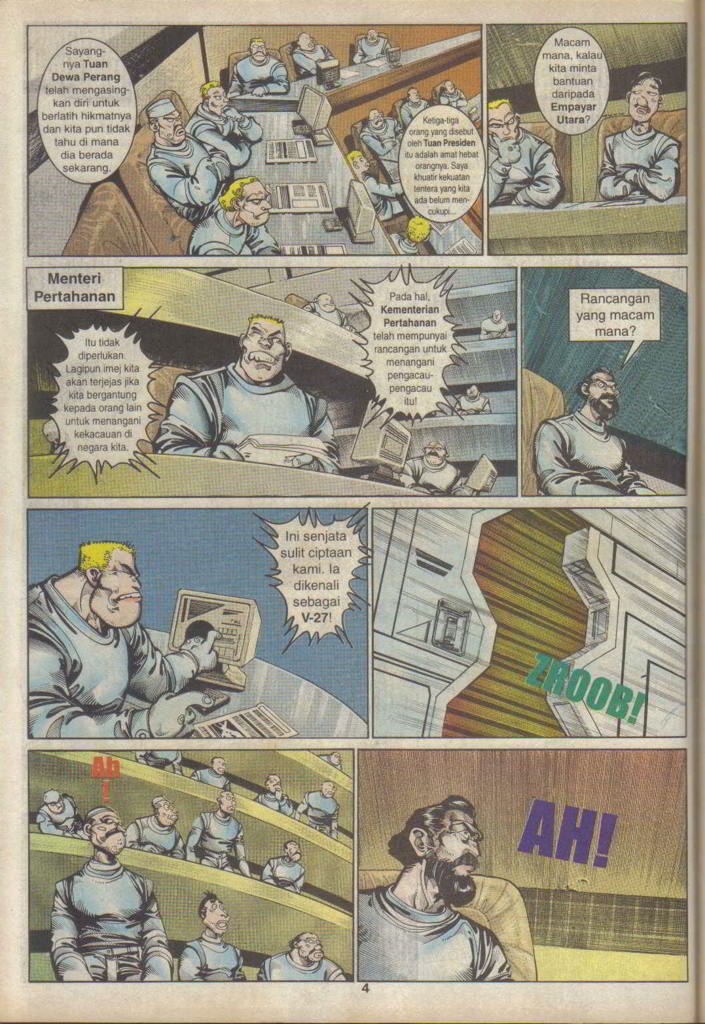 Sayang-
nya Tuan
Dewa Perang
telah mengasing-
kan diri untuk
berlatih hikmatnya
dan kita pun tidak
tahu di mana
dia berada
sekarang.
Ketiga-tiga
orang yang disebut
oleh Tuan Presiden
itu adalah amat hebat
orangnya. Saya
khuatir kekuatan
tentera yang kita
ada belum men-
cukupi...
Macam
mana, kalau
kita minta
bantuan
daripada
Empayar
Utara?
Menteri
Pertahanan
Itu tidak
diperlukan.
Lagipun imej kita
akan terjejas jika
kita bergantung
kepada orang lain
untuk menangani
kekacauan di
negara kita.
Pada hal,
Kementerian
Pertahanan
telah mempunyai
rancangan untuk
menangani
pengacau-
pengacau
itu!
Rancangan
yang macam
mana?
Ini senjata
sulit ciptaan
kami. Ia
dikenali
sebagai
V-27!
ZROOB!
Ah
!
AH!
4